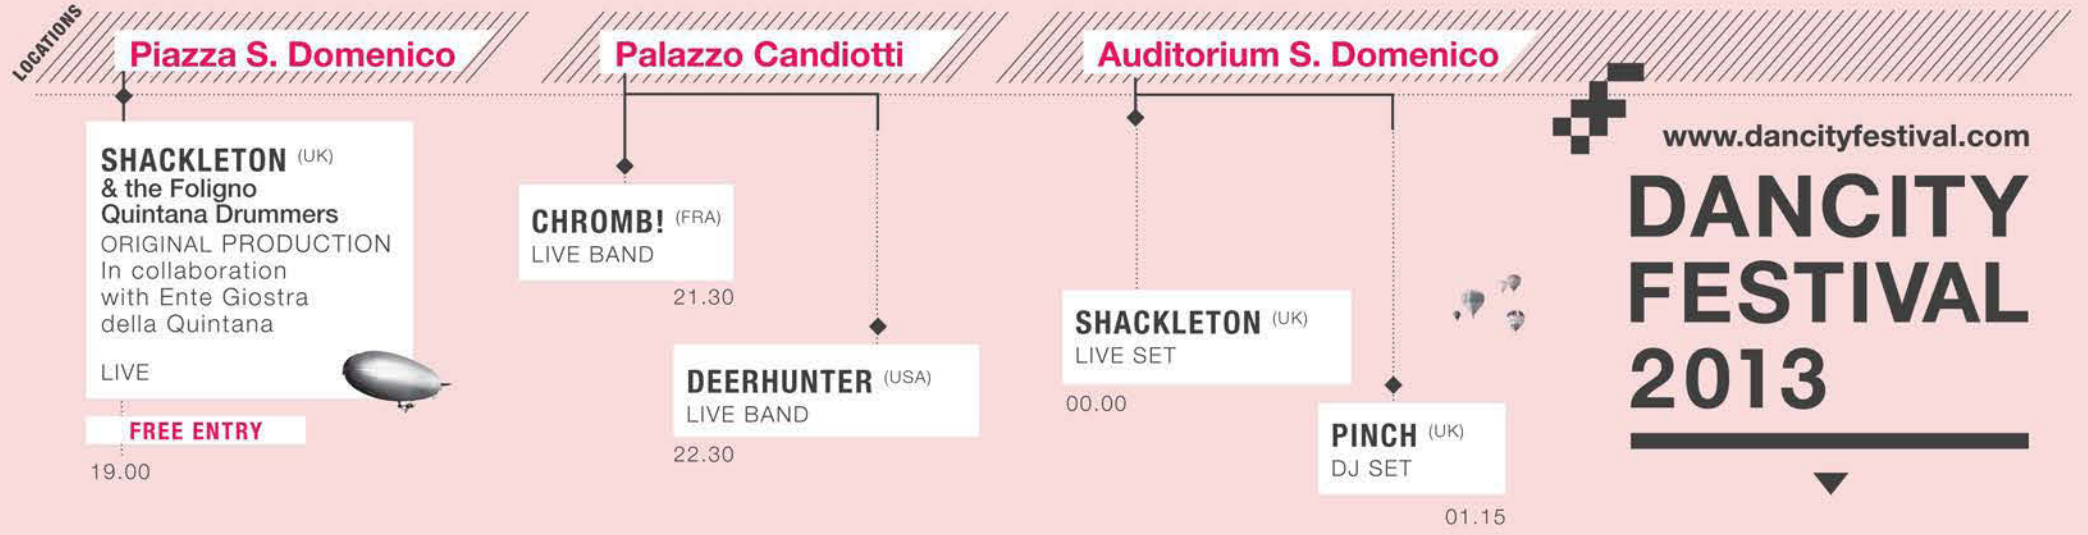 LOCATIONS
Piazza S. Domenico
SHACKLETON (UK)
& the Foligno
Quintana Drummers
ORIGINAL PRODUCTION
In collaboration
with Ente Giostra
della Quintana
LIVE
FREE ENTRY
19.00
Palazzo Candiotti
CHROMB! (FRA)
LIVE BAND
21.30
DEERHUNTER (USA)
LIVE BAND
22.30
Auditorium S. Domenico
SHACKLETON (UK)
LIVE SET
00.00
PINCH (UK)
DJ SET
01.15
www.dancityfestival.com
DANCITY
FESTIVAL
2013